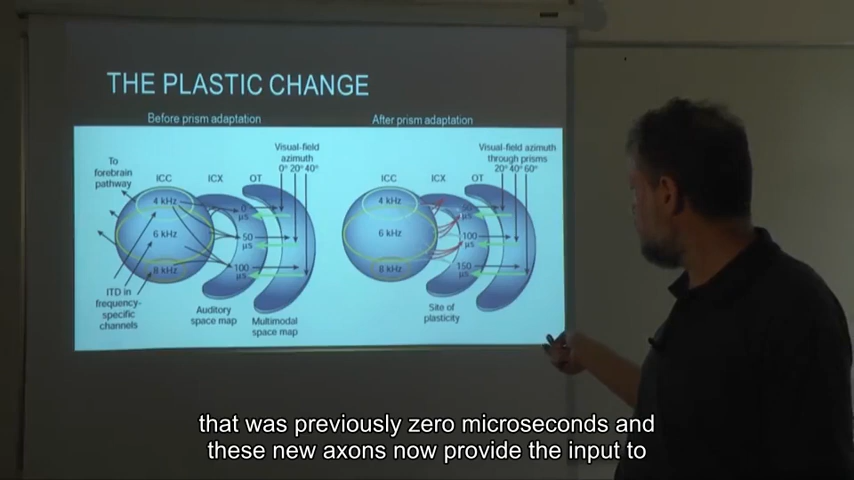 THE PLASTIC CHANGE
Before prism adaptation
After prism adaptation
Visual-field
azimuth
0° 20° 40°
To
forebrain
pathway
ICC
ICX
OT
4 kHz
6 kHz
8 kHz
0
µs
50
µs
100
µs
ITD in
frequency-
specific
channels
Auditory
space map
Multimodal
space map
Visual-field azimuth
through prisms
20° 40° 60°
ICC
ICX
OT
4 kHz
6 kHz
8 kHz
50
µs
100
µs
150
µs
Site of
plasticity
that was previously zero microseconds and
these new axons now provide the input to